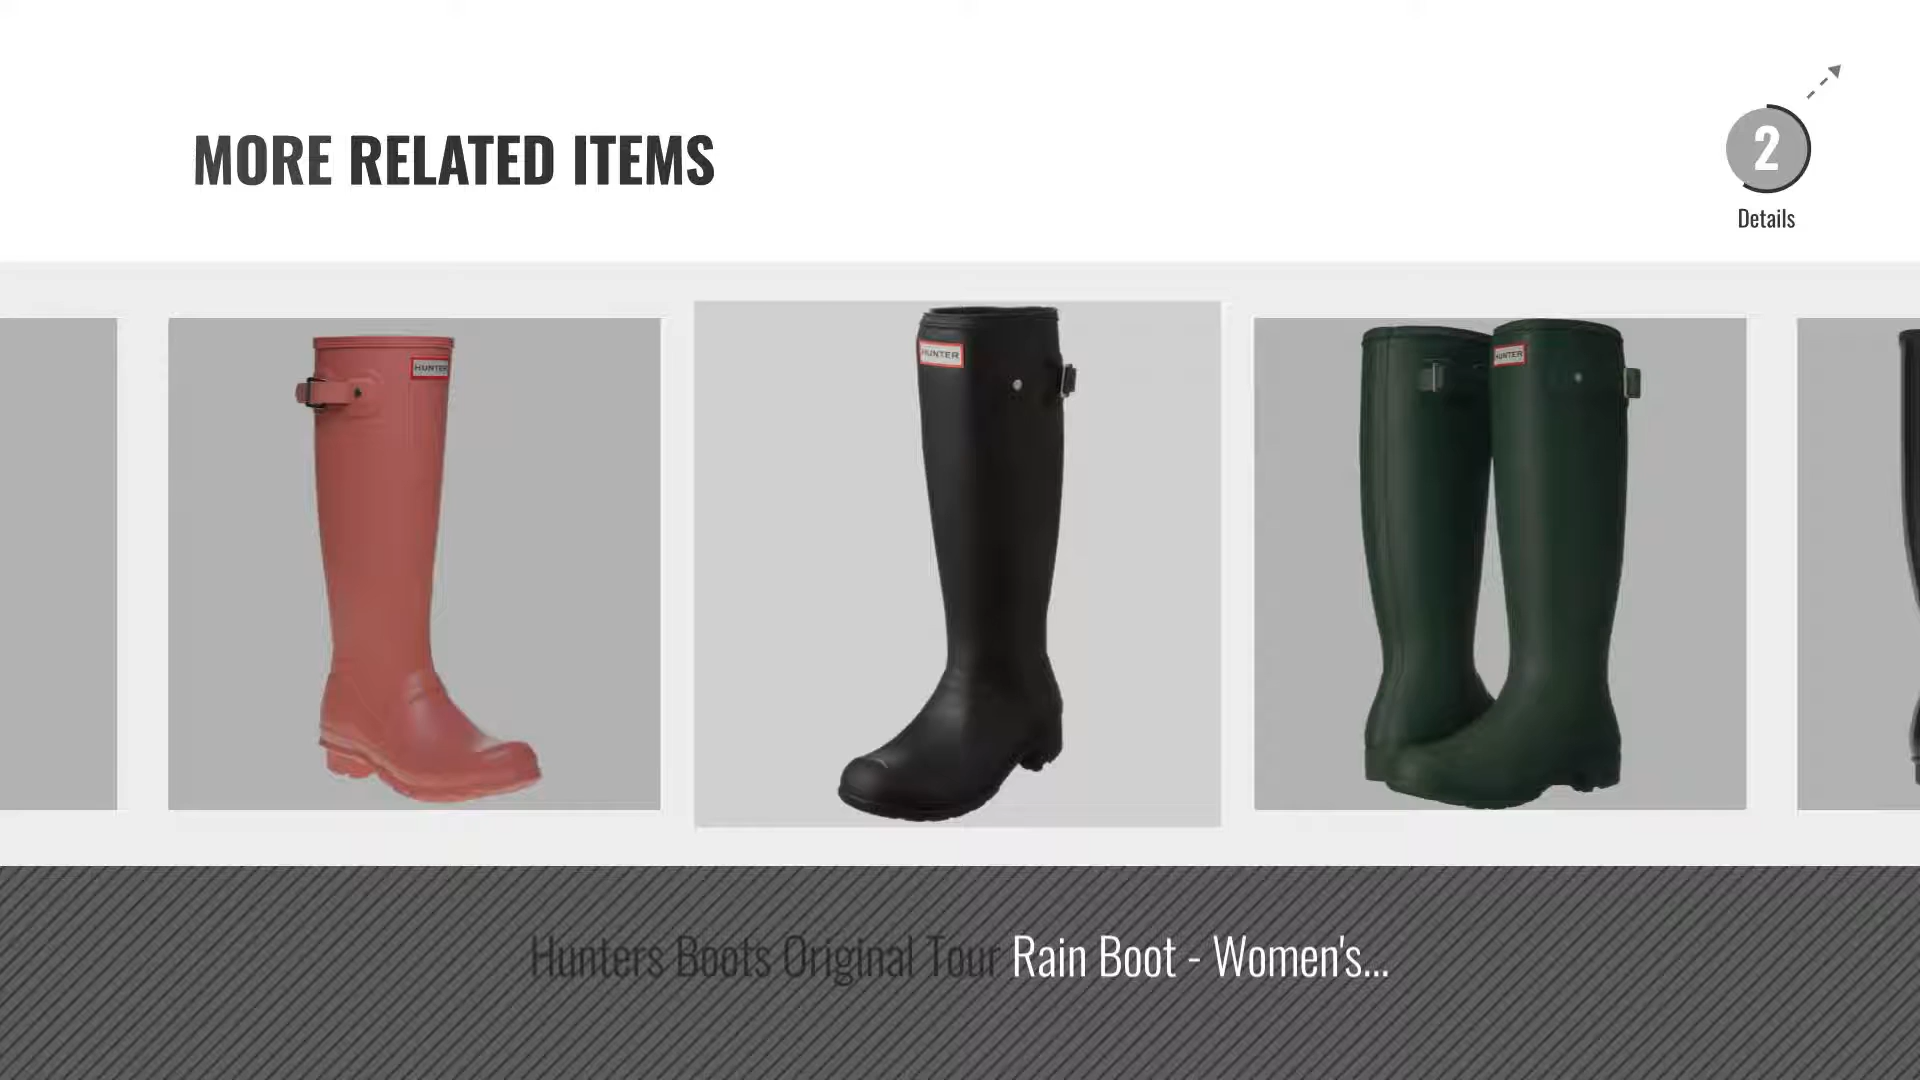 MORE RELATED ITEMS
2
Details
HUNTER
HUNTER
HUNTER
Hunters Boots Original Tour Rain Boot - Women's...